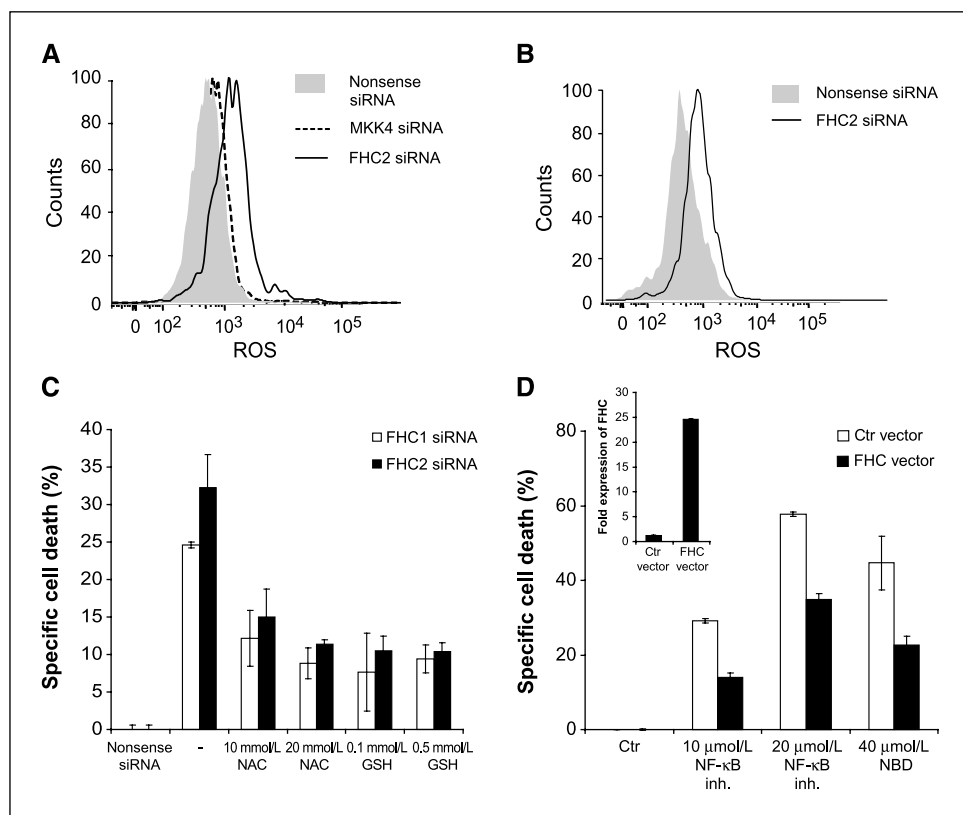 A
Nonsense
siRNA
MKK4 siRNA
FHC2 siRNA
100
80
60
40
20
0
Counts
0 10² 10³ 10⁴ 10⁵
ROS
B
Nonsense siRNA
FHC2 siRNA
100
80
60
40
20
0
Counts
0 10² 10³ 10⁴ 10⁵
ROS
C
FHC1 siRNA
FHC2 siRNA
40
35
30
25
20
15
10
5
0
Specific cell death (%)
Nonsense - 10 mmol/L 20 mmol/L 0.1 mmol/L 0.5 mmol/L
siRNA NAC NAC GSH GSH
D
30
25
20
15
10
5
0
Fold expression of FHC
Ctr FHC
vector vector
Ctr vector
FHC vector
80
60
40
20
0
Specific cell death (%)
Ctr 10 μmol/L 20 μmol/L 40 μmol/L
NF-κB NF-κB NBD
inh. inh.